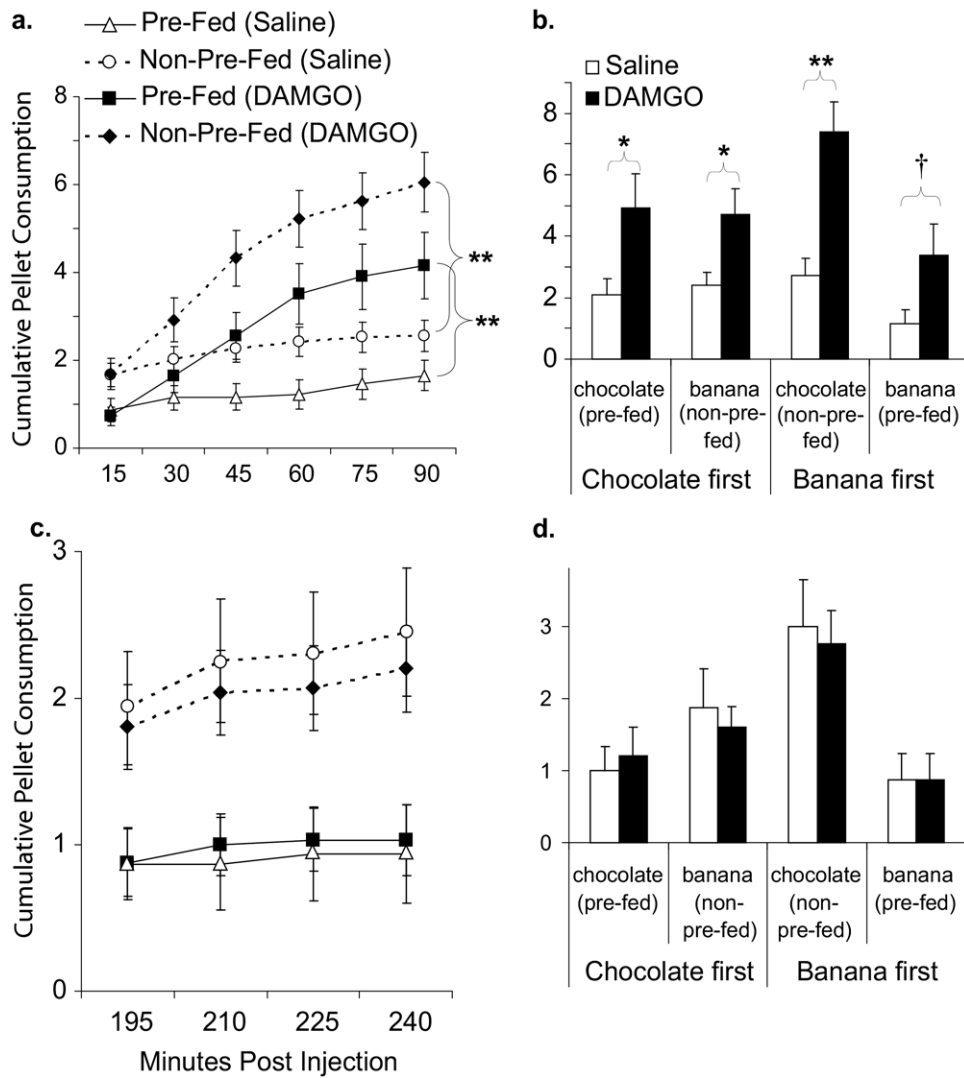 a.
Pre-Fed (Saline)
Non-Pre-Fed (Saline)
Pre-Fed (DAMGO)
Non-Pre-Fed (DAMGO)
Cumulative Pellet Consumption
8
6
4
2
0
15 30 45 60 75 90
**
**
b.
Saline
DAMGO
8
6
4
2
0
*
*
**
†
chocolate
(pre-fed)
banana
(non-pre-
fed)
chocolate
(non-pre-
fed)
banana
(pre-fed)
Chocolate first
Banana first
c.
Cumulative Pellet Consumption
3
2
1
0
195 210 225 240
Minutes Post Injection
d.
3
2
1
0
chocolate
(pre-fed)
banana
(non-
pre-fed)
chocolate
(non-
pre-fed)
banana
(pre-fed)
Chocolate first
Banana first